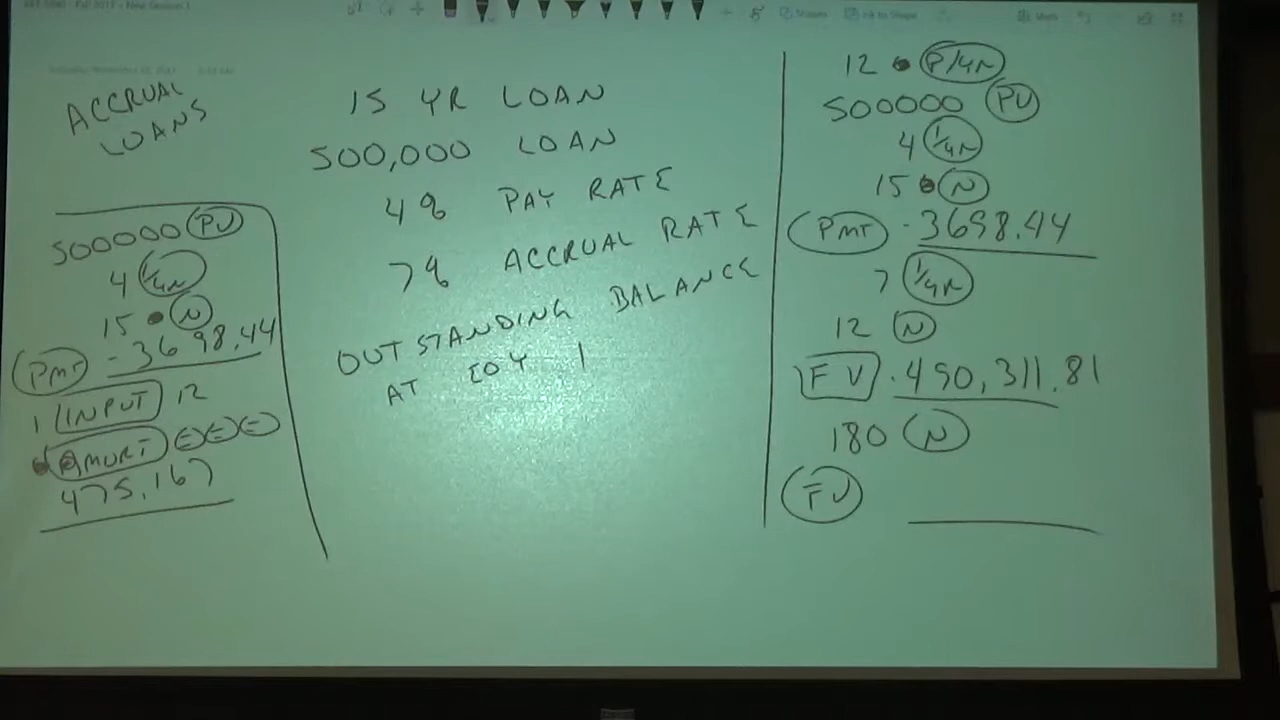 ACCRUAL
LOANS
500000 PV
4 I/YR
15 N
PMT - 3698.44
1 INPUT 12
AMORT = = =
475,167
15 YR LOAN
500,000 LOAN
4% PAY RATE
7% ACCRUAL RATE
OUTSTANDING BALANCE
AT EOY 1
12 P/YR
500000 PV
4 I/YR
15 N
PMT - 3698.44
7 I/YR
12 N
FV - 490,311.81
180 N
FV